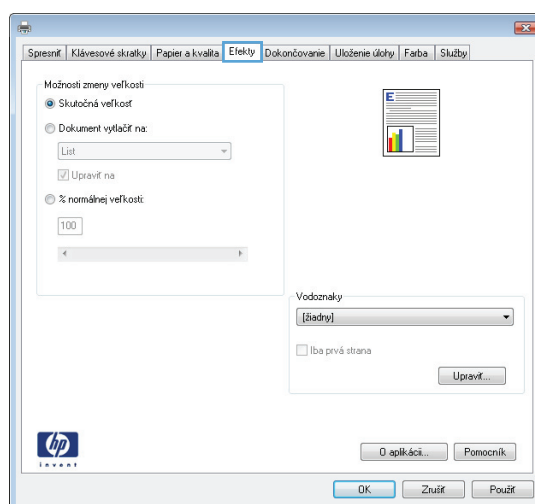 Spresniť Klávesové skratky Papier a kvalita Efekty Dokončovanie Uloženie úlohy Farba Služby
Možnosti zmeny veľkosti
Skutočná veľkosť
Dokument vytlačiť na:
List
Upraviť na
% normálnej veľkosti:
100
E
Vodoznaky
[žiadny]
Iba prvá strana
Upraviť...
hp
invent
O aplikácii... Pomocník
OK Zrušiť Použiť